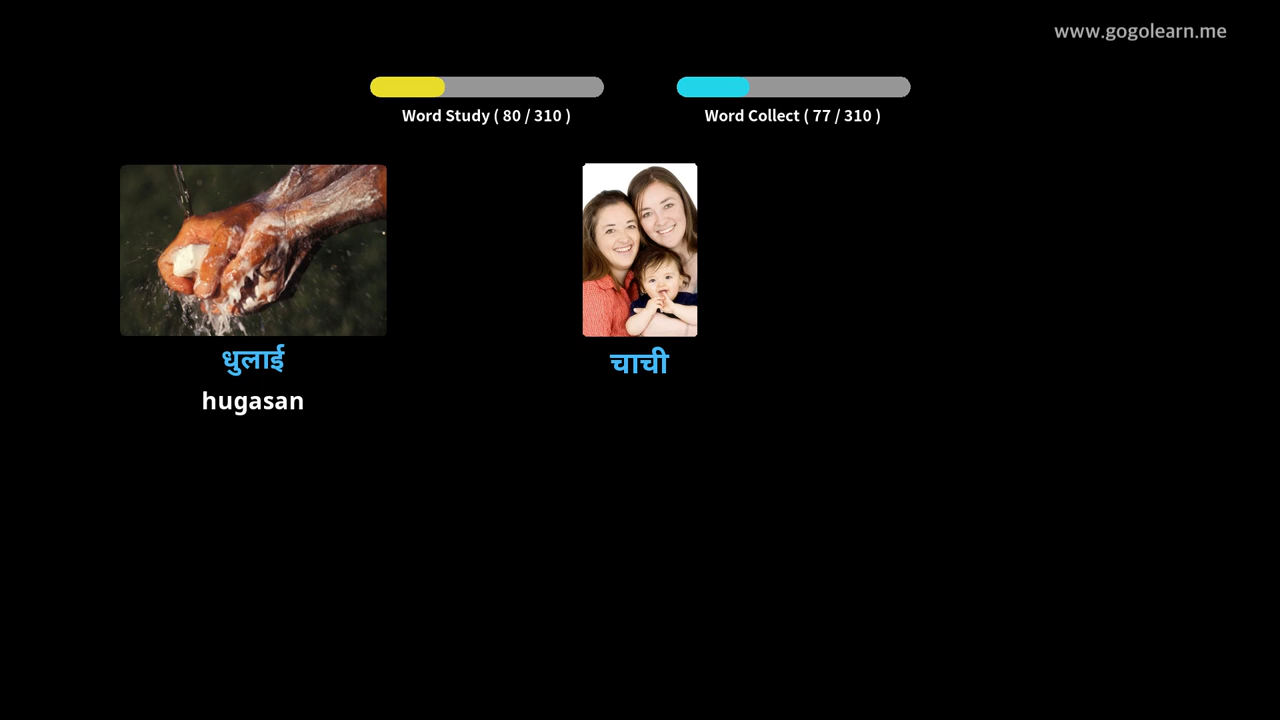 www.gogolearn.me
Word Study ( 80 / 310 )
Word Collect ( 77 / 310 )
धुलाई
hugasan
चाची